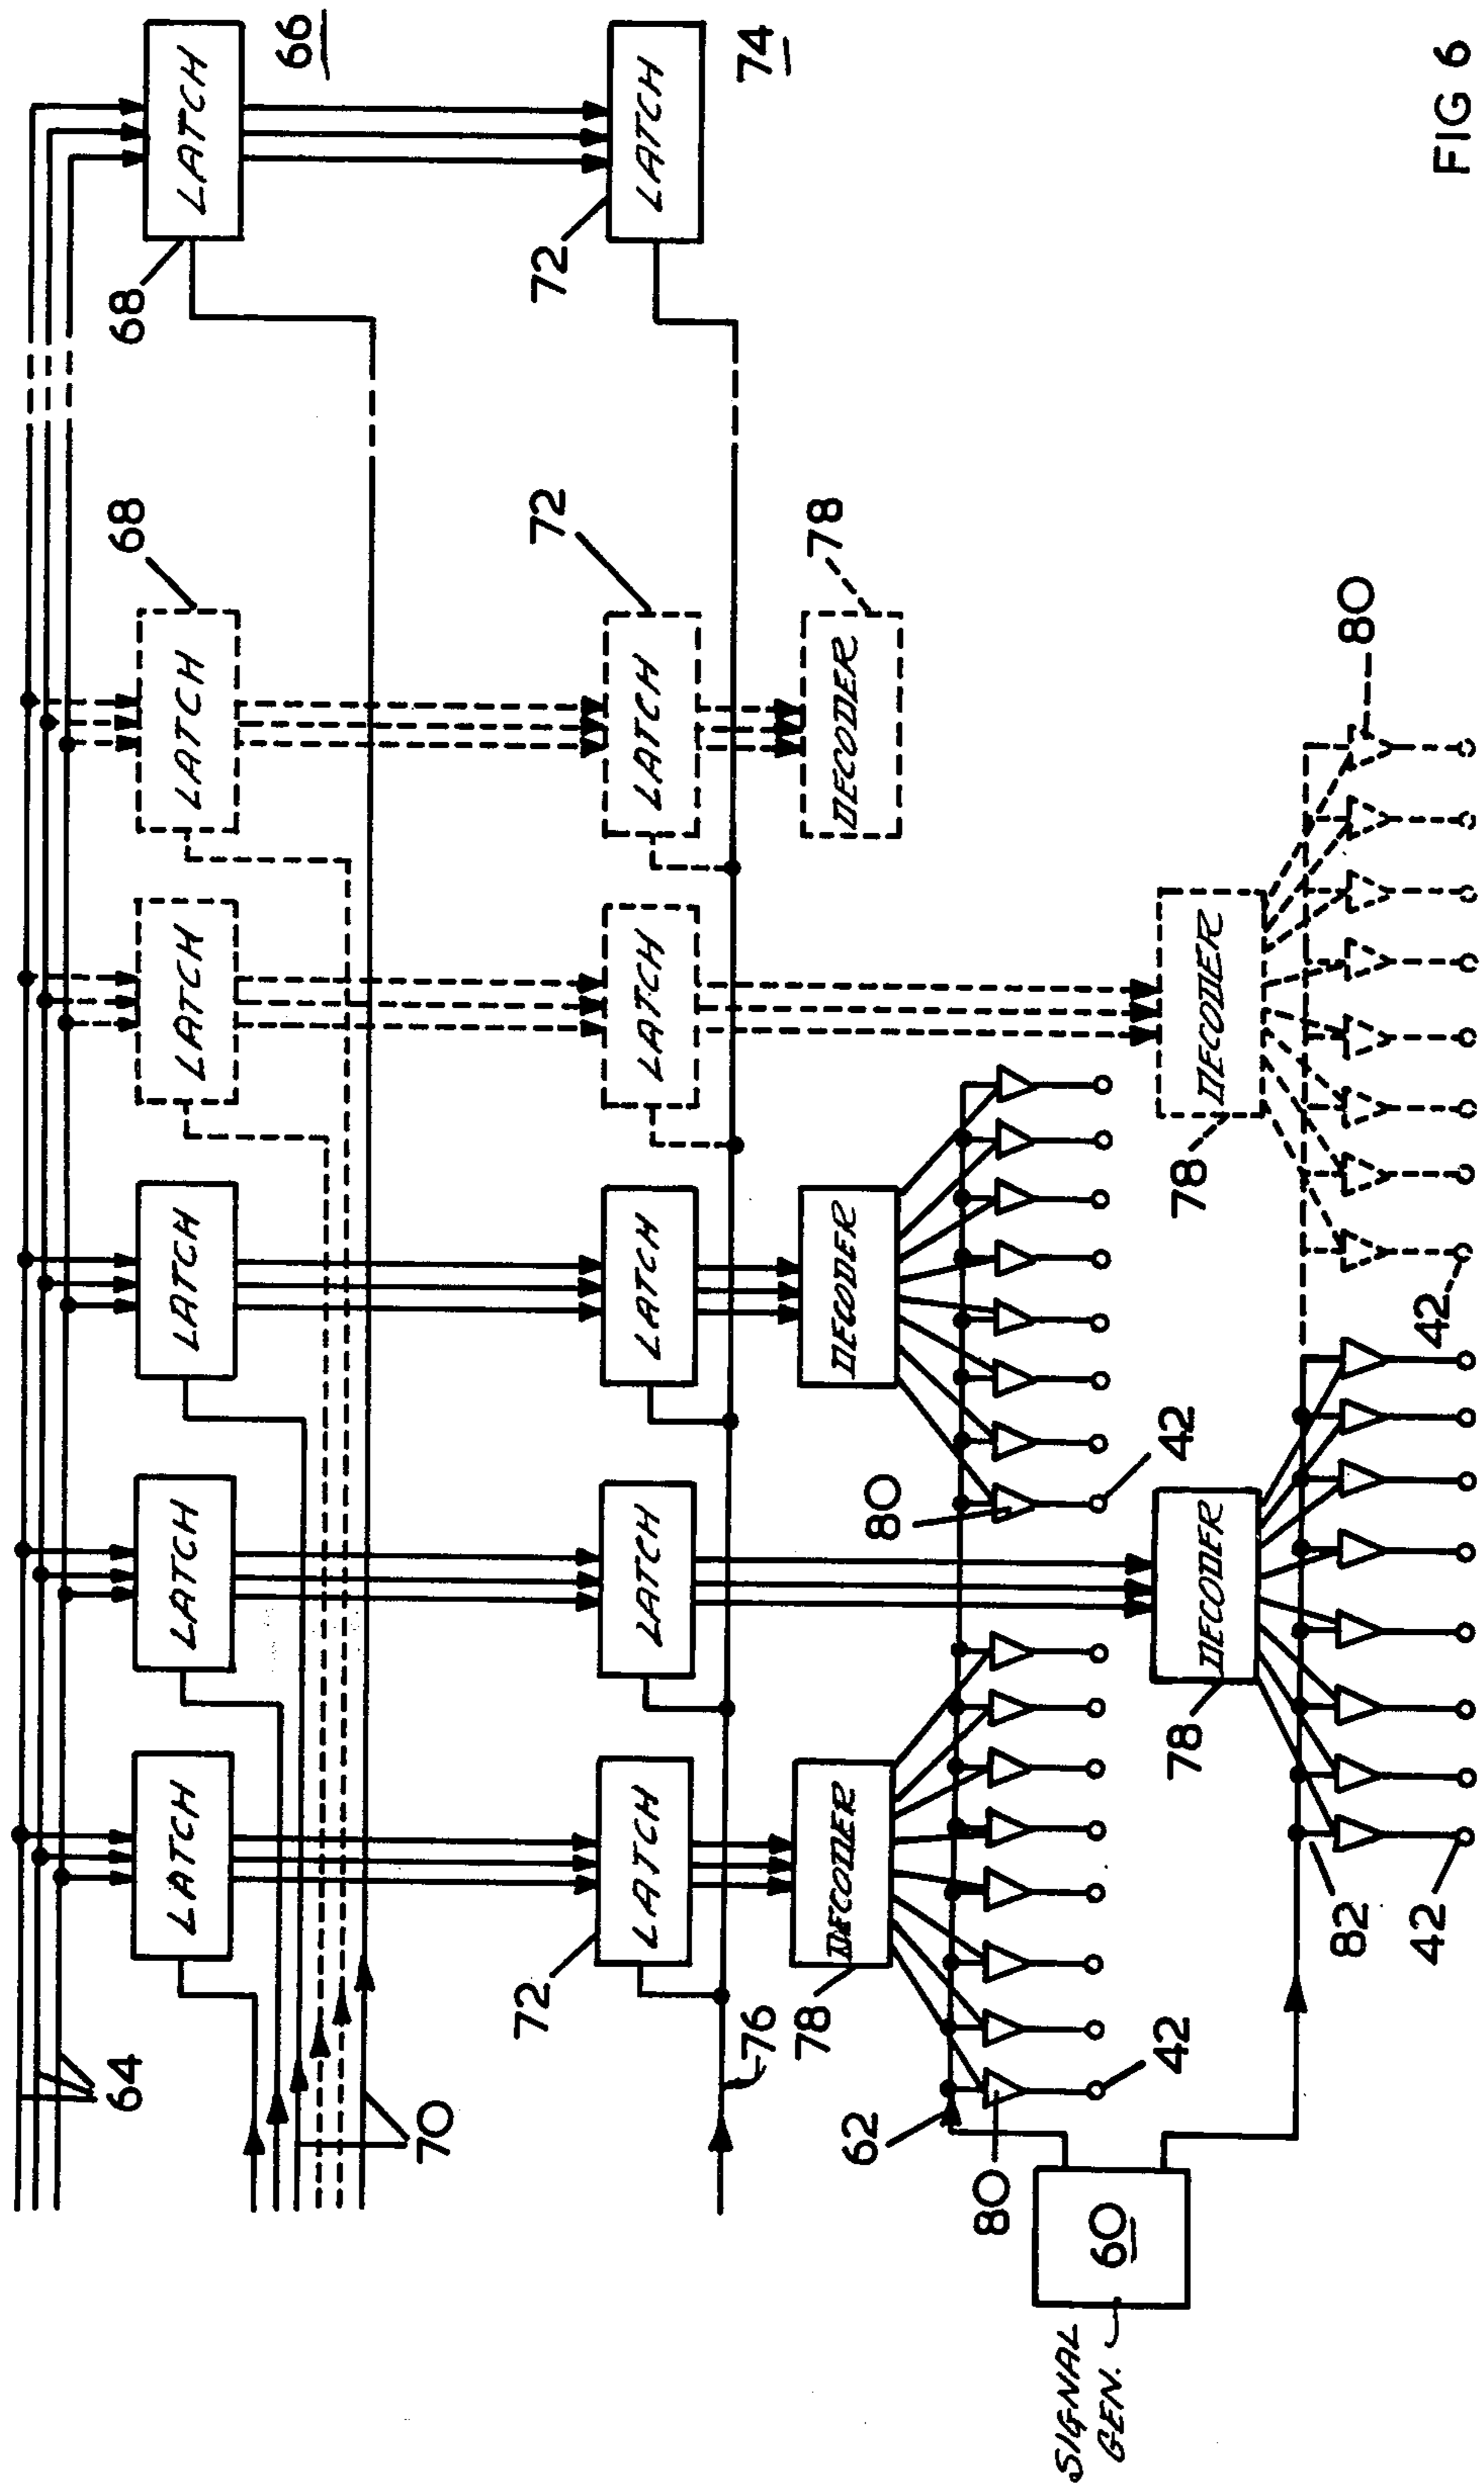 64
68
68
LATCH
LATCH
LATCH
LATCH
LATCH
LATCH
66
70
72
72
72
LATCH
LATCH
LATCH
LATCH
LATCH
LATCH
74
76
78
78
DECODER
DECODER
DECODER
62
80
80
SIGNAL
GEN.
60
42
42
78
78
DECODER
DECODER
82
80
42
42
FIG 6